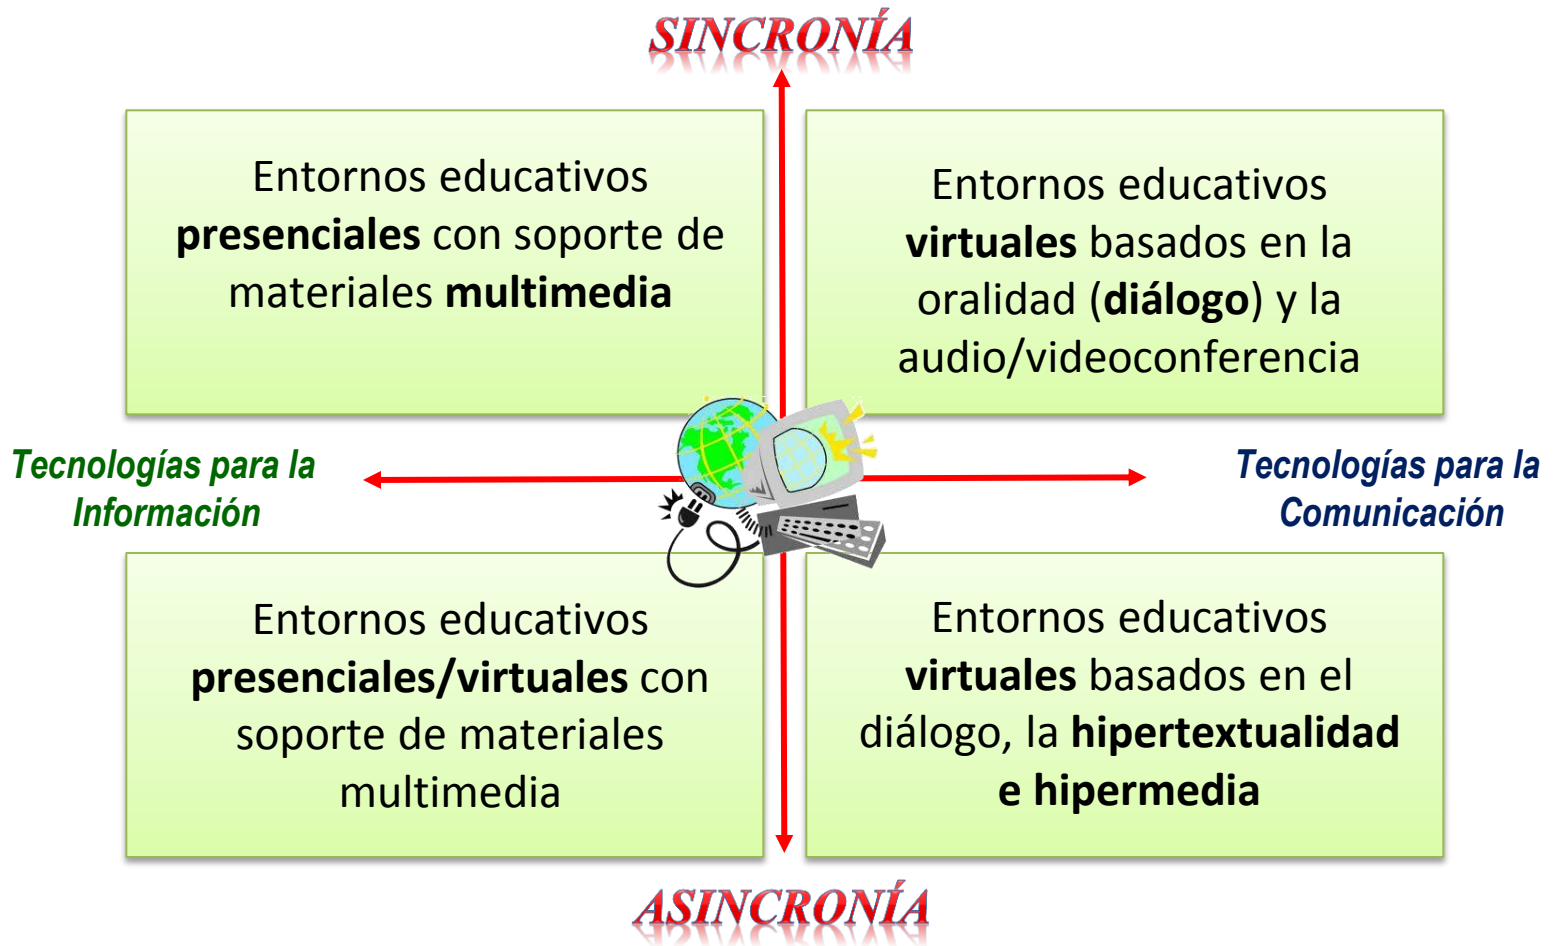 SINCRONÍA
Entornos educativos
presenciales con soporte de
materiales multimedia
Entornos educativos
virtuales basados en la
oralidad (diálogo) y la
audio/videoconferencia
Tecnologías para la
Información
Tecnologías para la
Comunicación
Entornos educativos
presenciales/virtuales con
soporte de materiales
multimedia
Entornos educativos
virtuales basados en el
diálogo, la hipertextualidad
e hipermedia
ASINCRONÍA